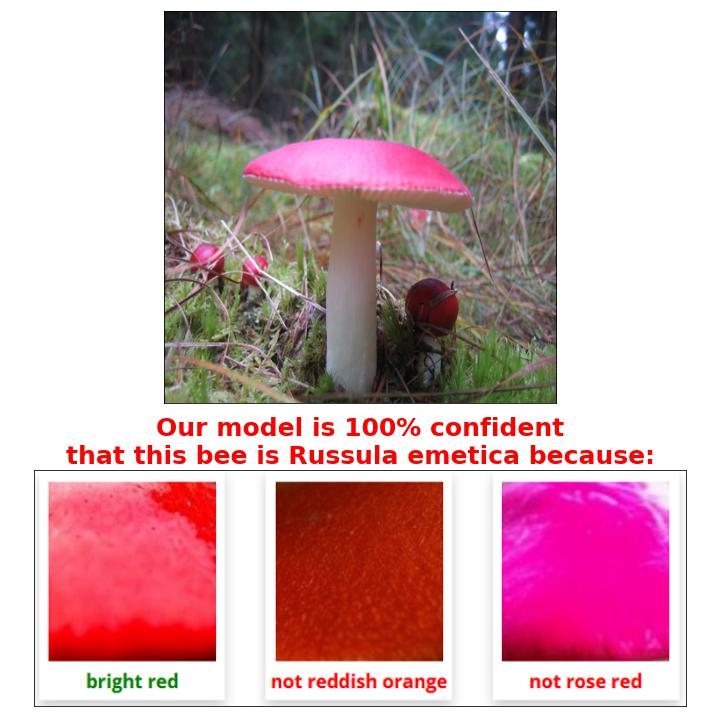 Our model is 100% confident
that this bee is Russula emetica because:
bright red
not reddish orange
not rose red